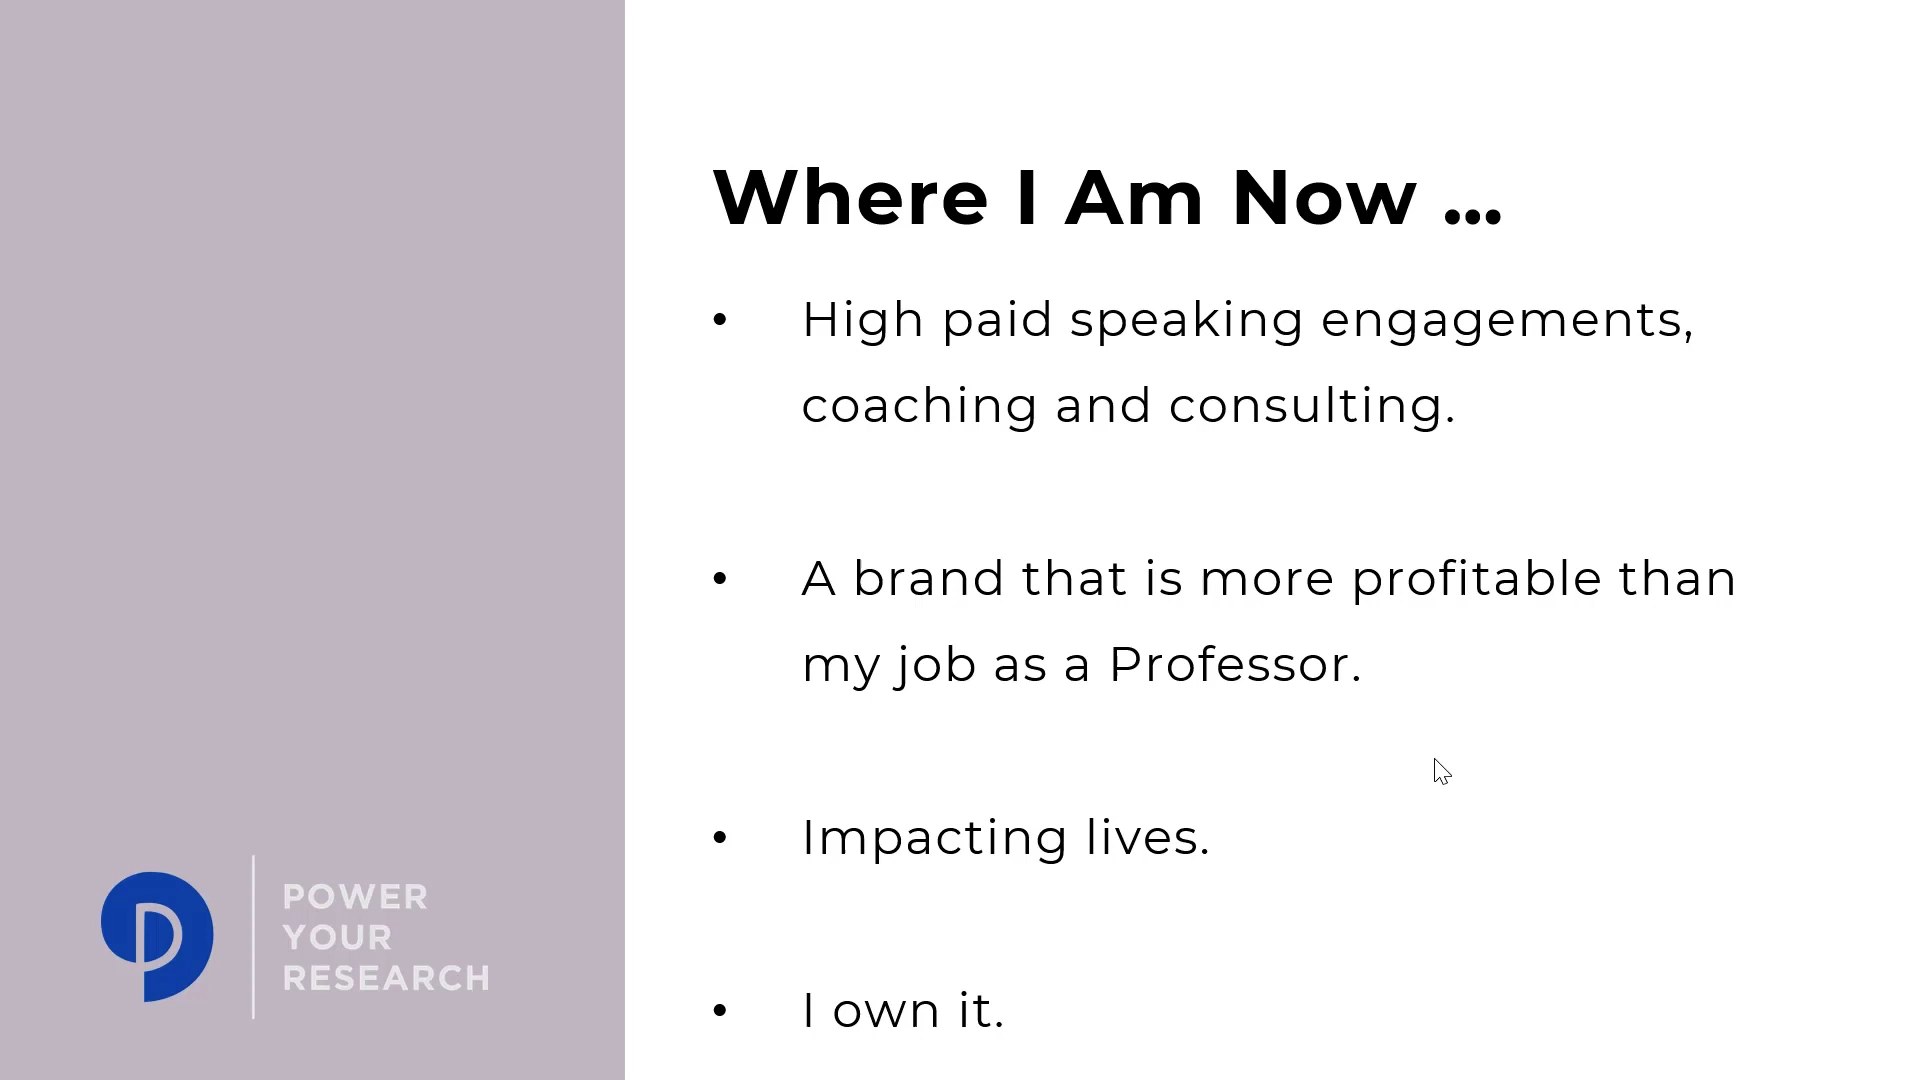 Where I Am Now ...
• High paid speaking engagements,
coaching and consulting.
• A brand that is more profitable than
my job as a Professor.
• Impacting lives.
• I own it.
POWER
YOUR
RESEARCH